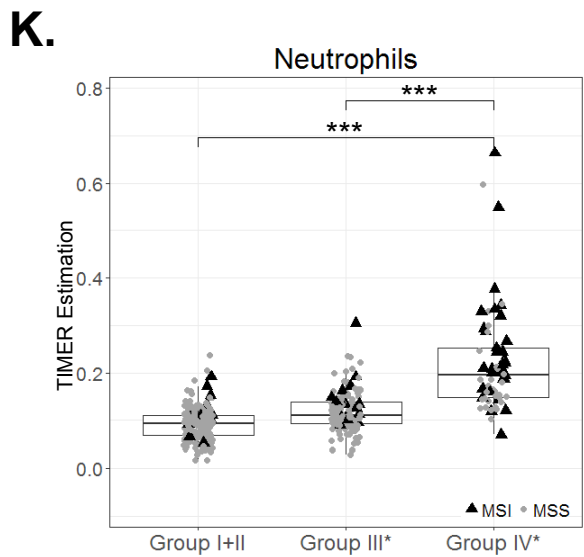 K.
Neutrophils
0.8
***
***
0.6
TIMER Estimation
0.4
0.2
0.0
MSI MSS
Group I+II Group III* Group IV*